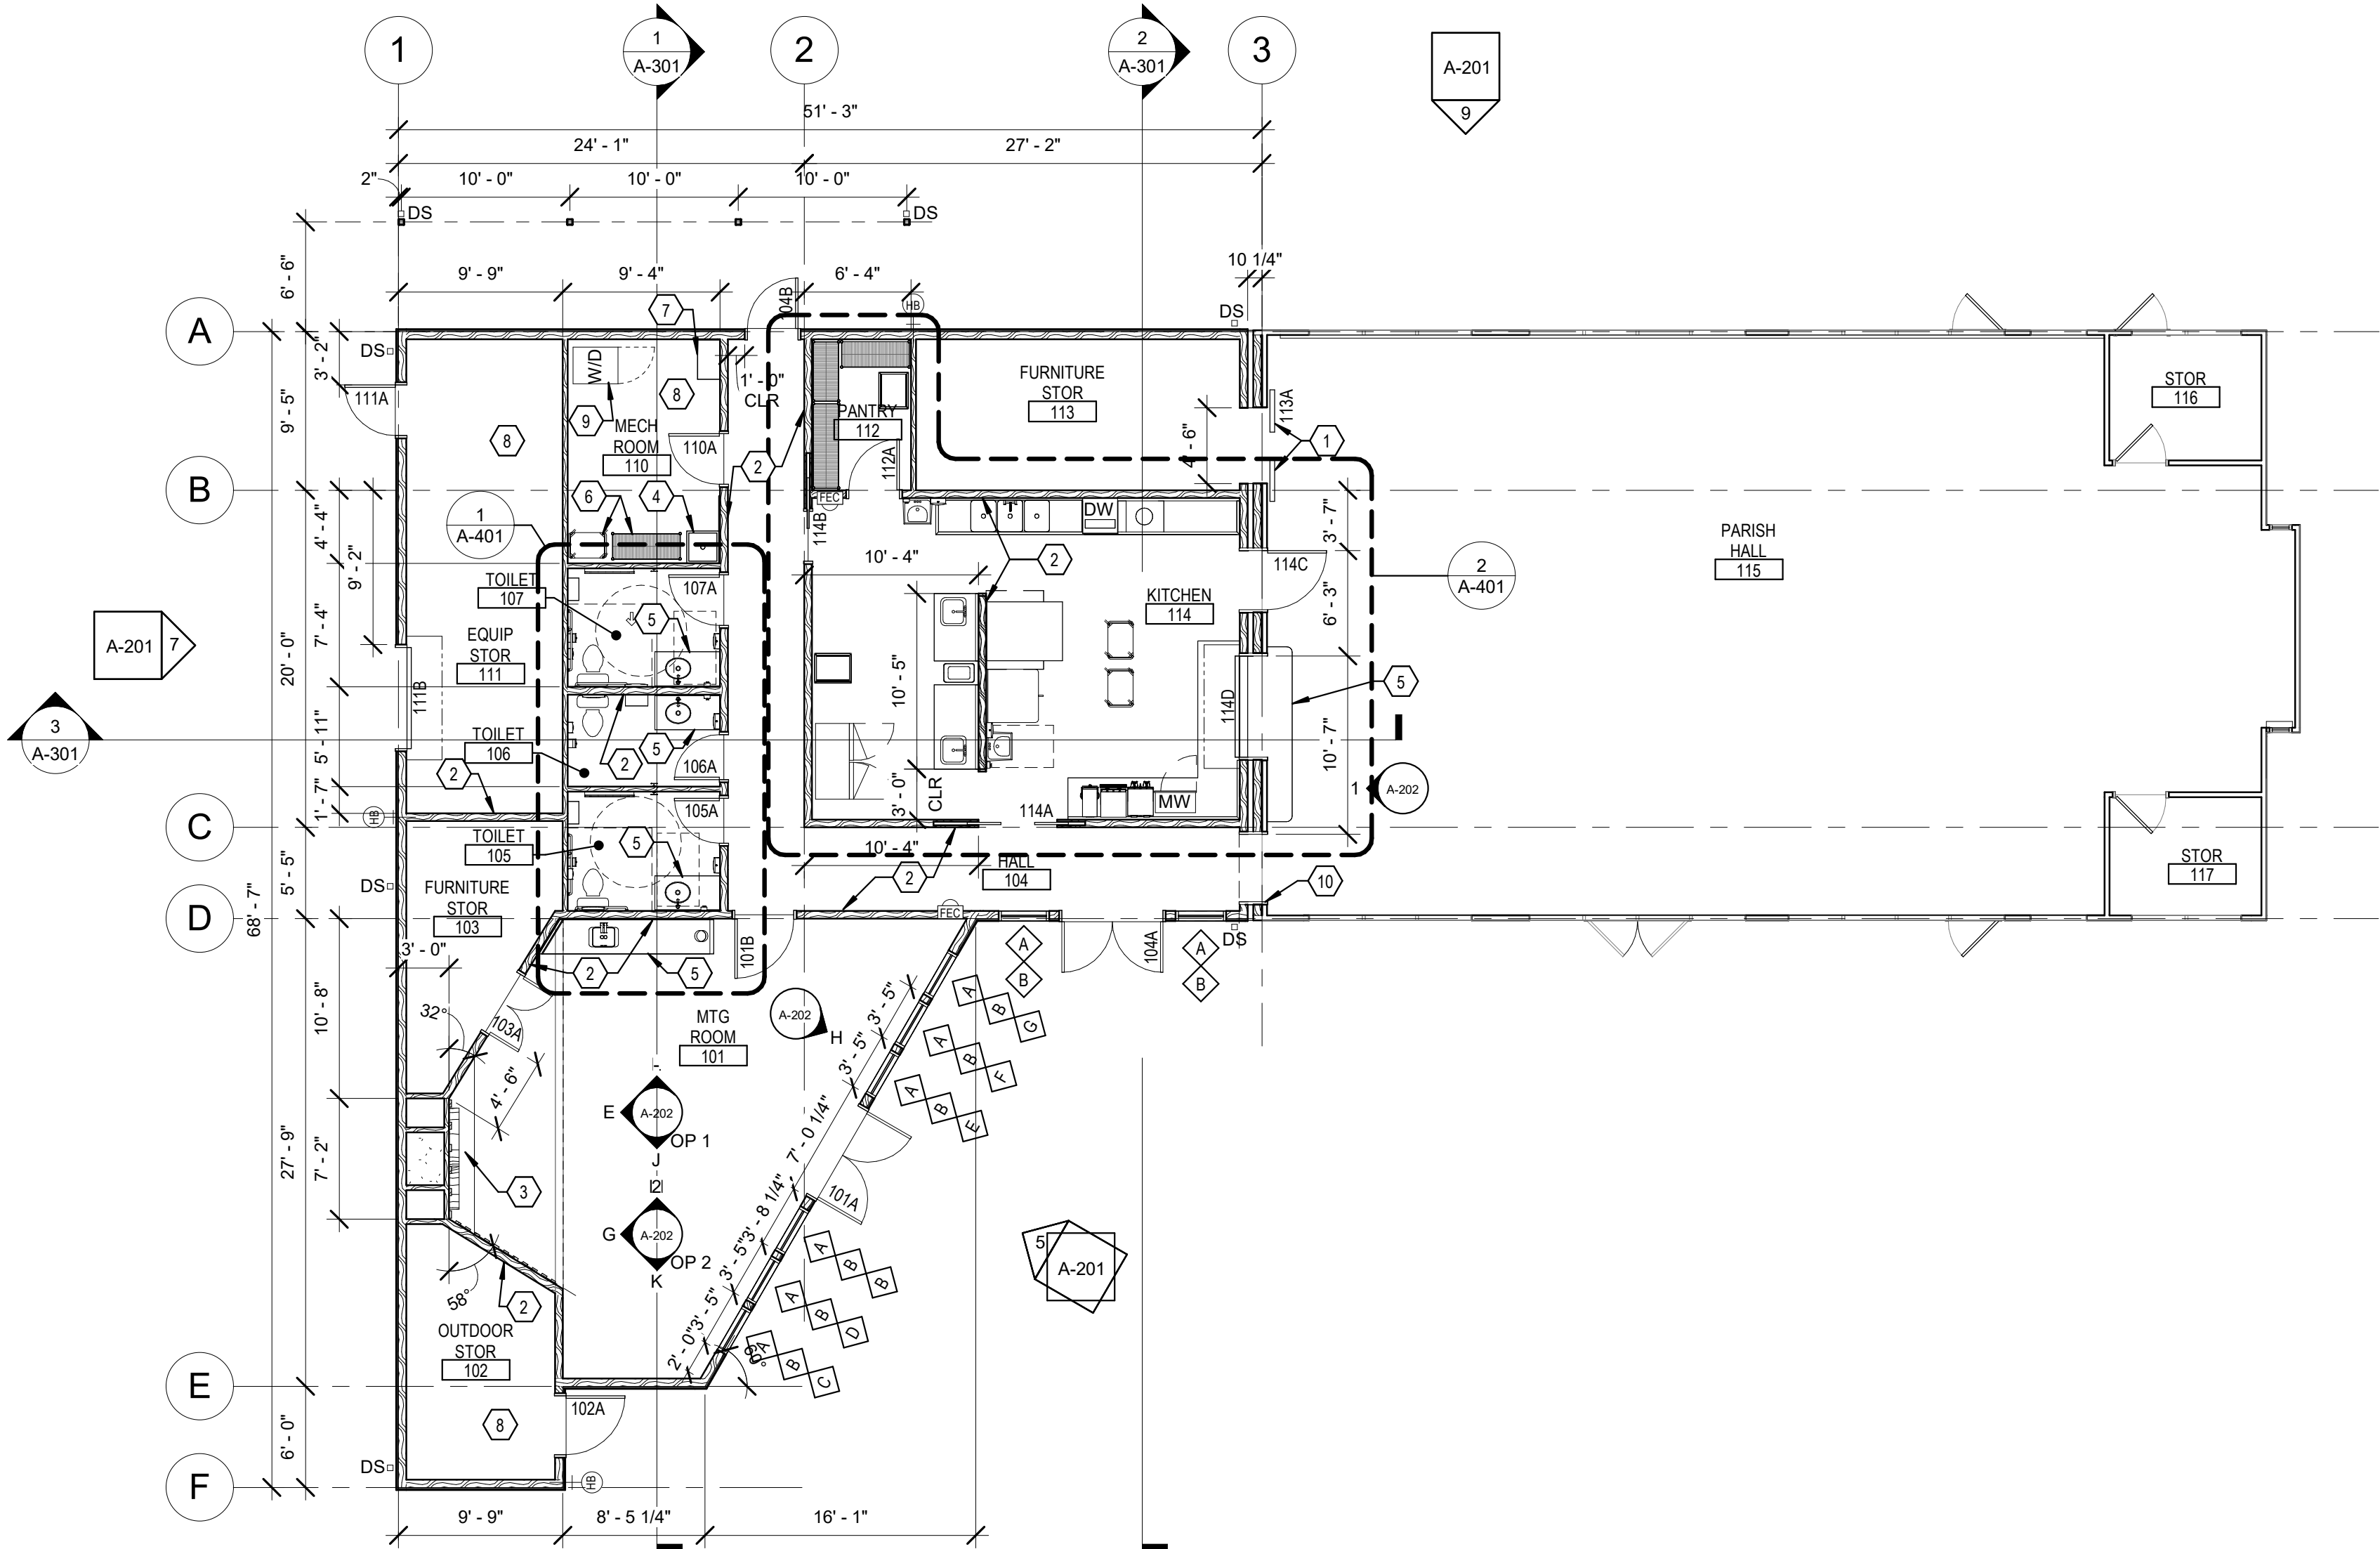 1
1
A-301
2
2
A-301
3
A-201
9
51' - 3"
24' - 1"
27' - 2"
2"
10' - 0"
10' - 0"
10' - 0"
DS
DS
6' - 6"
9' - 9"
9' - 4"
6' - 4"
10 1/4"
A
DS
3' - 2"
111A
9' - 5"
7
104B
HB
DS
W/D
8
8
9
MECH
ROOM
110
110A
1' - 0"
CLR
2
PANTRY
112
112A
FURNITURE
STOR
113
113A
4' - 6"
1
STOR
116
B
6
4
1
A-401
FEC
114B
DW
4' - 4"
9' - 2"
3' - 7"
PARISH
HALL
115
10' - 4"
2
114C
2
A-401
TOILET
107
107A
5
KITCHEN
114
6' - 3"
7' - 4"
A-201
7
20' - 0"
EQUIP
STOR
111
111B
10' - 5"
114D
5
3
A-301
TOILET
106
106A
5
2
2
5' - 11"
10' - 7"
1
A-202
1' - 7"
HB
3' - 0"
CLR
MW
114A
C
TOILET
105
105A
5
10' - 4"
HALL
104
2
10
STOR
117
5' - 5"
68' - 7"
DS
FURNITURE
STOR
103
D
FEC
3' - 0"
2
5
101B
A
B
104A
A
B
DS
10' - 8"
32°
103A
MTG
ROOM
101
A-202
H
3' - 5"
3' - 5"
A
B
G
A
B
F
A
B
E
4' - 6"
E
A-202
OP 1
J
7' - 0 1/4"
27' - 9"
7' - 2"
3
G
A-202
OP 2
K
101A
3' - 8 1/4"
3' - 5"
3' - 5"
2' - 0"
A
B
B
A
B
D
A
B
C
60°
5
A-201
58°
2
OUTDOOR
STOR
102
E
102A
8
6' - 0"
DS
F
HB
9' - 9"
8' - 5 1/4"
16' - 1"